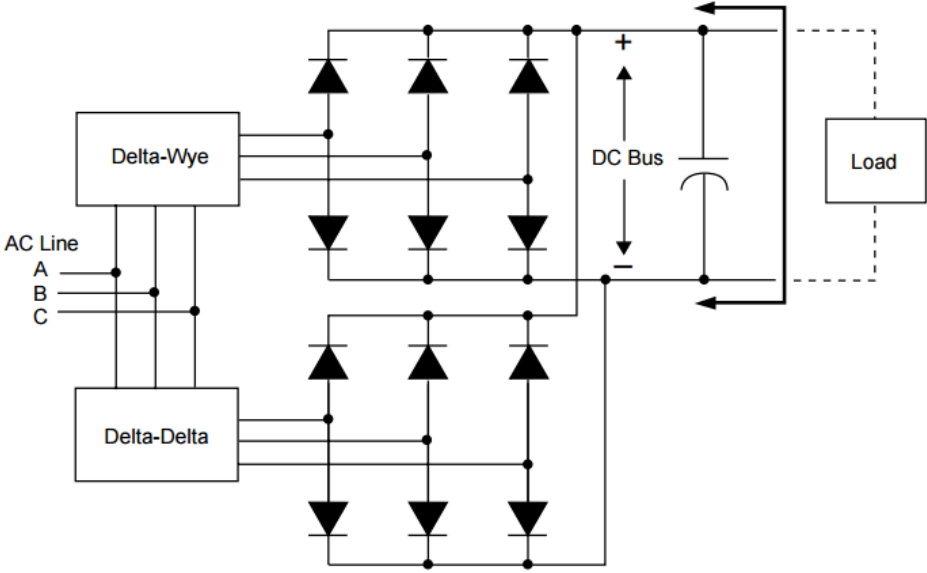 Delta-Wye
+
DC Bus
−
Load
AC Line
A
B
C
Delta-Delta